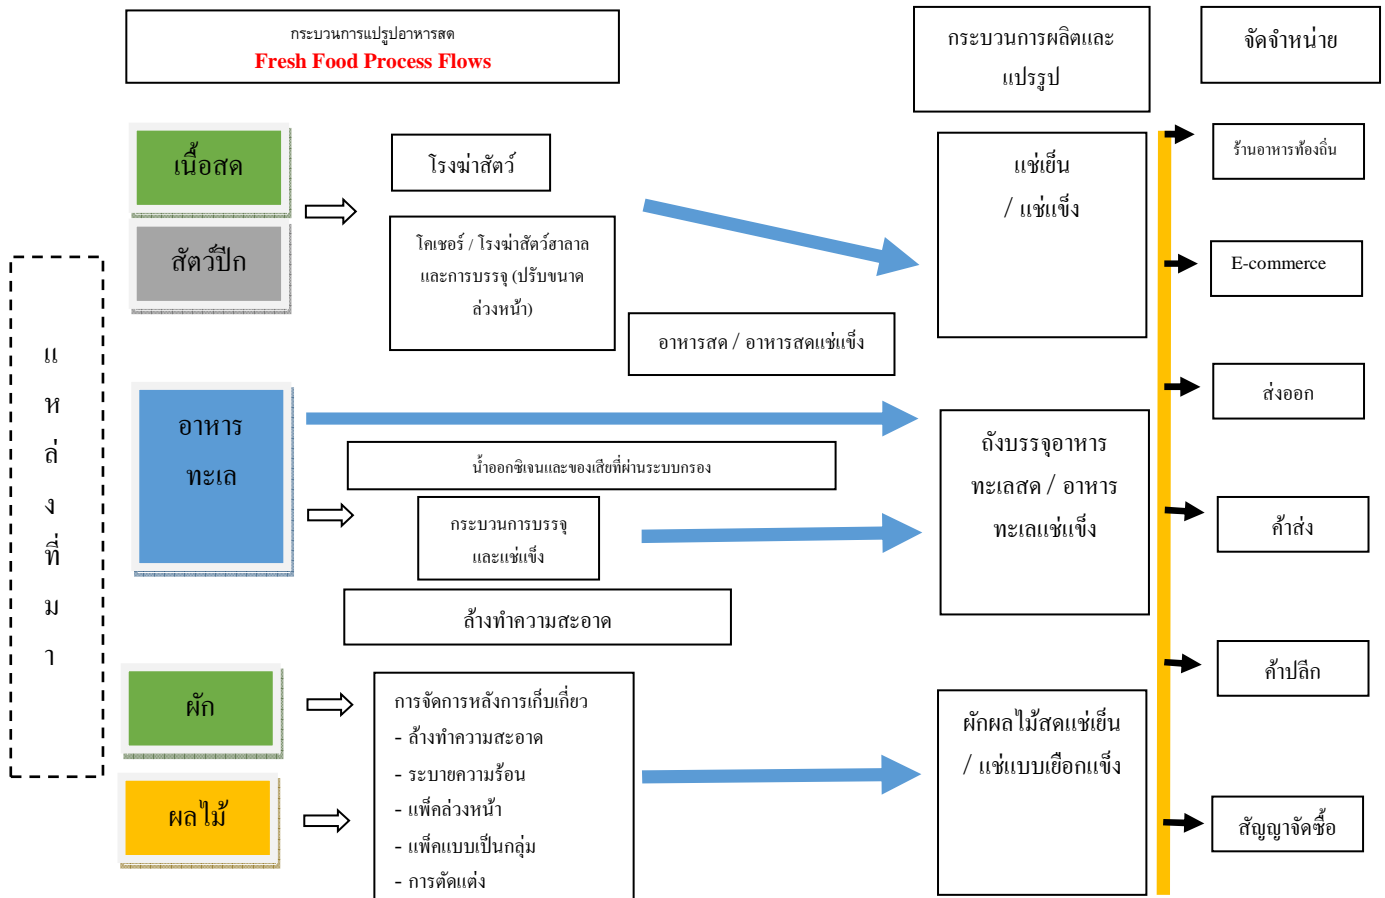 กระบวนการแปรูปอาหารสด
Fresh Food Process Flows
กระบวนการผลิตและ
แปรรูป
จัดจำหน่าย
แหล่งที่มา
เนื้อสด
สัตว์ปีก
โรงฆ่าสัตว์
โคเชอร์ / โรงฆ่าสัตว์ฮาลาล
และการบรรจุ (ปรับขนาด
ล่วงหน้า)
อาหารสด / อาหารสดแช่แข็ง
แช่เย็น
/ แช่แข็ง
อาหาร
ทะเล
น้ำออกซิเจนและของเสียที่ผ่านระบบกรอง
กระบวนการบรรจุ
และแช่แข็ง
ล้างทำความสะอาด
ถังบรรจุอาหาร
ทะเลสด / อาหาร
ทะเลแช่แข็ง
ผัก
ผลไม้
การจัดการหลังการเก็บเกี่ยว
- ล้างทำความสะอาด
- ระบายความร้อน
- แพ็คล่วงหน้า
- แพ็คแบบเป็นกลุ่ม
- การตัดแต่ง
ผักผลไม้สดแช่เย็น
/ แช่แบบเยือกแข็ง
ร้านอาหารท้องถิ่น
E-commerce
ส่งออก
ค้าส่ง
ค้าปลีก
สัญญาจัดซื้อ